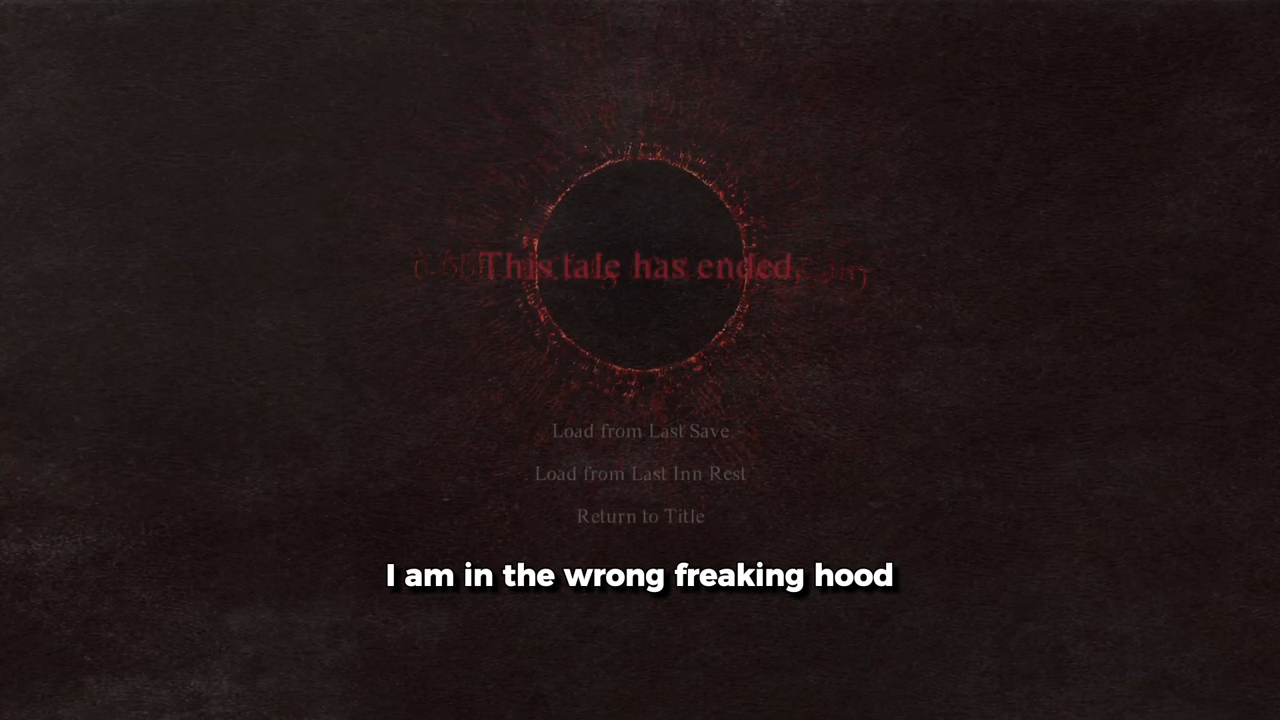 This tale has ended.
Load from Last Save
Load from Last Inn Rest
Return to Title
I am in the wrong freaking hood